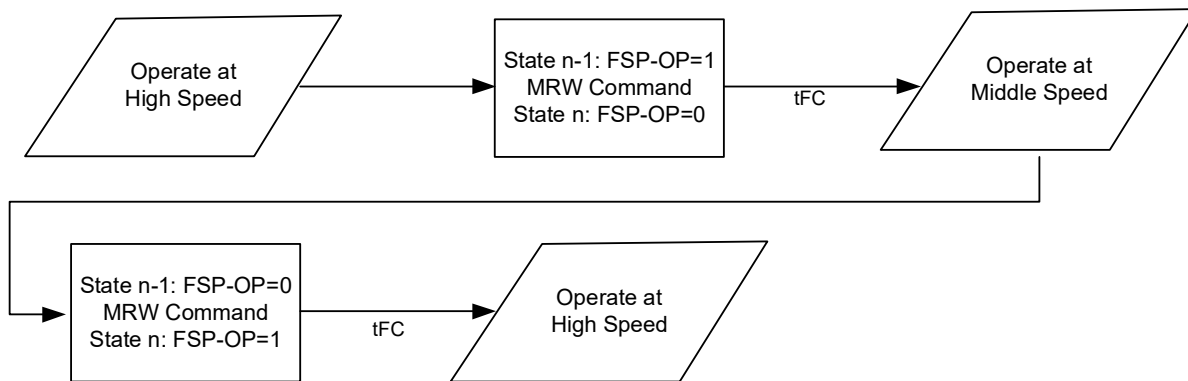 Operate at
High Speed
State n-1: FSP-OP=1
MRW Command
State n: FSP-OP=0
tFC
Operate at
Middle Speed
State n-1: FSP-OP=0
MRW Command
State n: FSP-OP=1
tFC
Operate at
High Speed